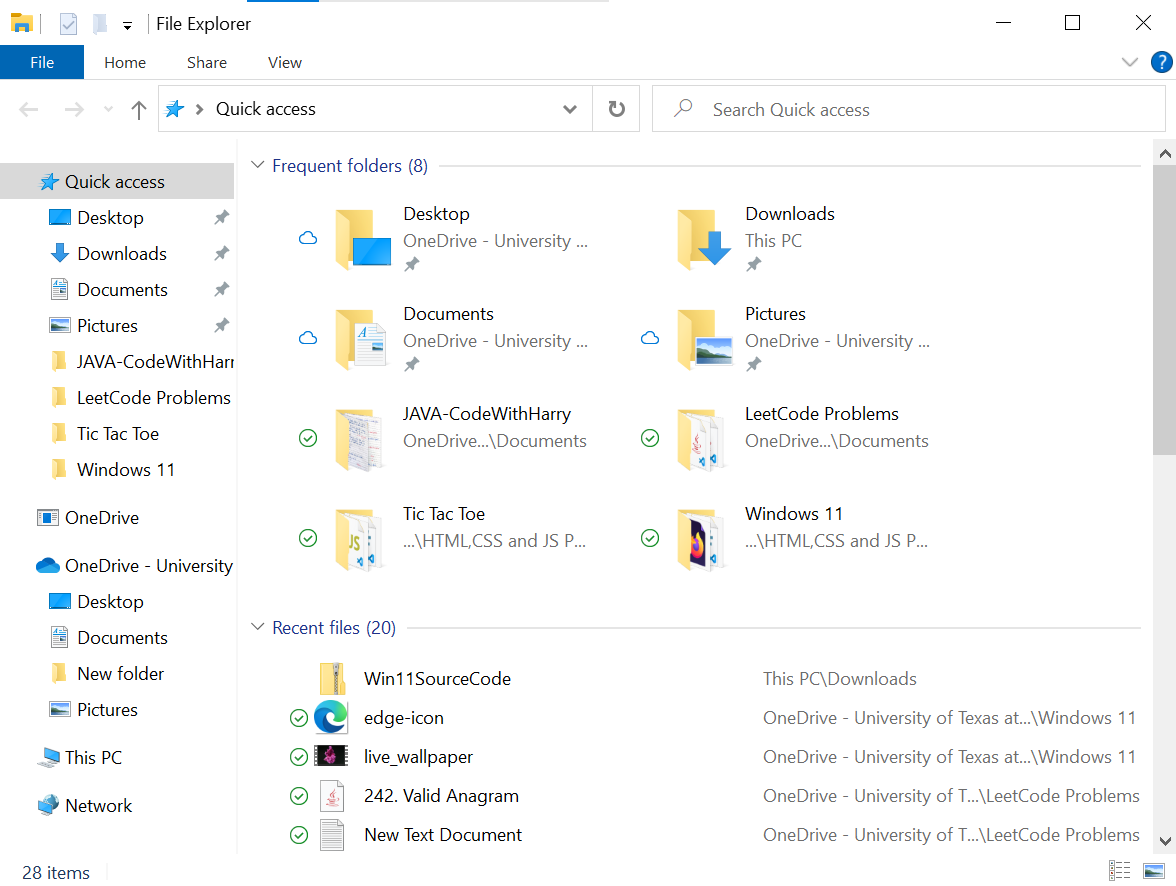 File Explorer
File Home Share View
?
Quick access
Search Quick access
Quick access
Desktop
Downloads
Documents
Pictures
JAVA-CodeWithHarr
LeetCode Problems
Tic Tac Toe
Windows 11
OneDrive
OneDrive - University
Desktop
Documents
New folder
Pictures
This PC
Network
Frequent folders (8)
Desktop
OneDrive - University ...
Downloads
This PC
Documents
OneDrive - University ...
Pictures
OneDrive - University ...
JAVA-CodeWithHarry
OneDrive...\Documents
LeetCode Problems
OneDrive...\Documents
Tic Tac Toe
...\HTML,CSS and JS P...
Windows 11
...\HTML,CSS and JS P...
Recent files (20)
Win11SourceCode This PC\Downloads
edge-icon OneDrive - University of Texas at...\Windows 11
live_wallpaper OneDrive - University of Texas at...\Windows 11
242. Valid Anagram OneDrive - University of T...\LeetCode Problems
New Text Document OneDrive - University of T...\LeetCode Problems
28 items